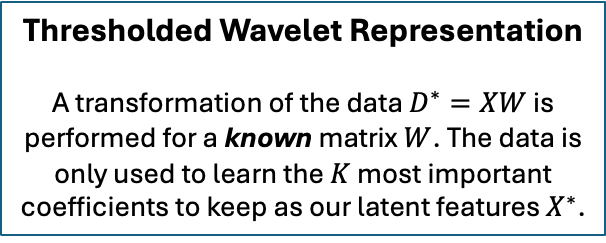 Thresholded Wavelet Representation
A transformation of the data D* = XW is
performed for a known matrix W. The data is
only used to learn the K most important
coefficients to keep as our latent features X*.